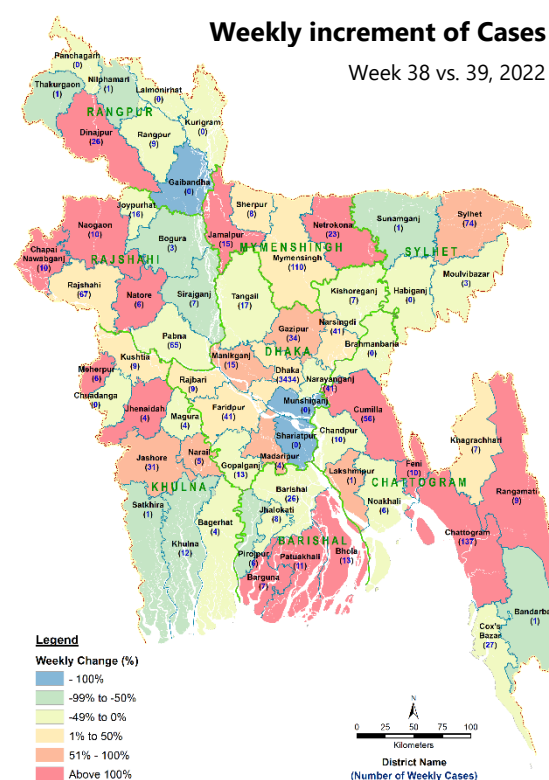 Weekly increment of Cases
Week 38 vs. 39, 2022
Panchagarh
(0)
Nilphamari
(1)
Thakurgaon
(1)
Lalmonirhat
(0)
RANGPUR
Kurigram
(0)
Dinajpur
(26)
Rangpur
(9)
Gaibandha
(0)
Joypurhat
(16)
Sherpur
(8)
Naogaon
(10)
Jamalpur
(15)
Netrokona
(23)
Sunamganj
(1)
Sylhet
(74)
Bogura
(3)
MYMENSHINGH
Mymensingh
(110)
SYLHET
Chapai
Nawabganj
(19)
RAJSHAHI
Moulvibazar
(3)
Rajshahi
(67)
Natore
(6)
Sirajganj
(7)
Tangail
(17)
Kishoreganj
(7)
Habiganj
(0)
Pabna
(55)
Gazipur
(34)
Narsingdi
(41)
Brahmanbaria
(0)
DHAKA
Manikganj
(15)
Kushtia
(9)
Meherpur
(6)
Rajbari
(9)
Dhaka
(3434)
Narayanganj
(41)
Chuadanga
(0)
Munshiganj
(0)
Jhenaidah
(4)
Magura
(4)
Faridpur
(41)
Cumilla
(56)
Shariatpur
(0)
Chandpur
(10)
Khagrachhari
(7)
Jashore
(31)
Narail
(5)
Madaripur
(4)
Gopalganj
(13)
Lakshmipur
(1)
Feni
(10)
KHULNA
CHATTOGRAM
Rangamati
(9)
Satkhira
(1)
Bagerhat
(4)
Barishal
(26)
Jhalokati
(8)
Noakhali
(6)
Khulna
(12)
BARISHAL
Chattogram
(137)
Pirojpur
(6)
Patuakhali
(11)
Bhola
(13)
Barguna
(7)
Bandarba
(1)
Cox's
Bazar
(27)
Legend
Weekly Change (%)
- 100%
-99% to -50%
-49% to 0%
1% to 50%
51% - 100%
Above 100%
N
0 25 50 75 100
Kilometers
District Name
(Number of Weekly Cases)